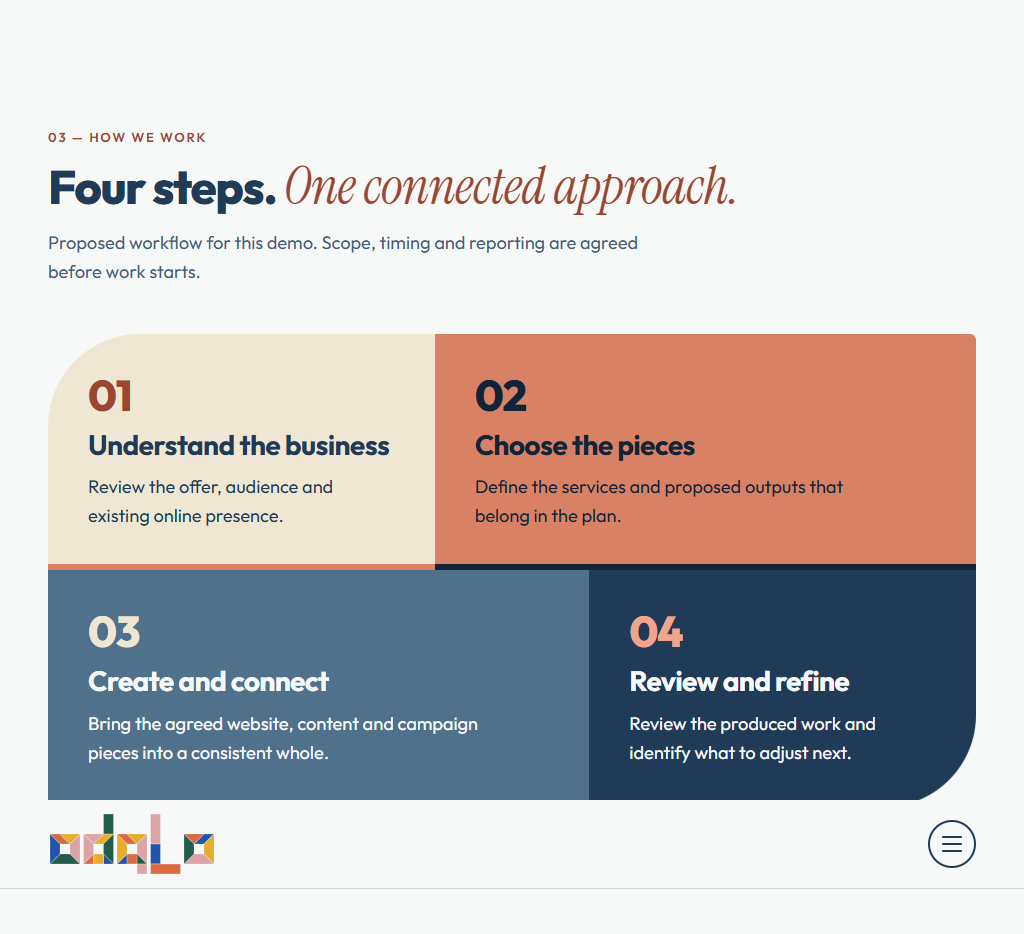 03 — HOW WE WORK
Four steps. One connected approach.
Proposed workflow for this demo. Scope, timing and reporting are agreed
before work starts.
01
Understand the business
Review the offer, audience and
existing online presence.
02
Choose the pieces
Define the services and proposed outputs that
belong in the plan.
03
Create and connect
Bring the agreed website, content and campaign
pieces into a consistent whole.
04
Review and refine
Review the produced work and
identify what to adjust next.